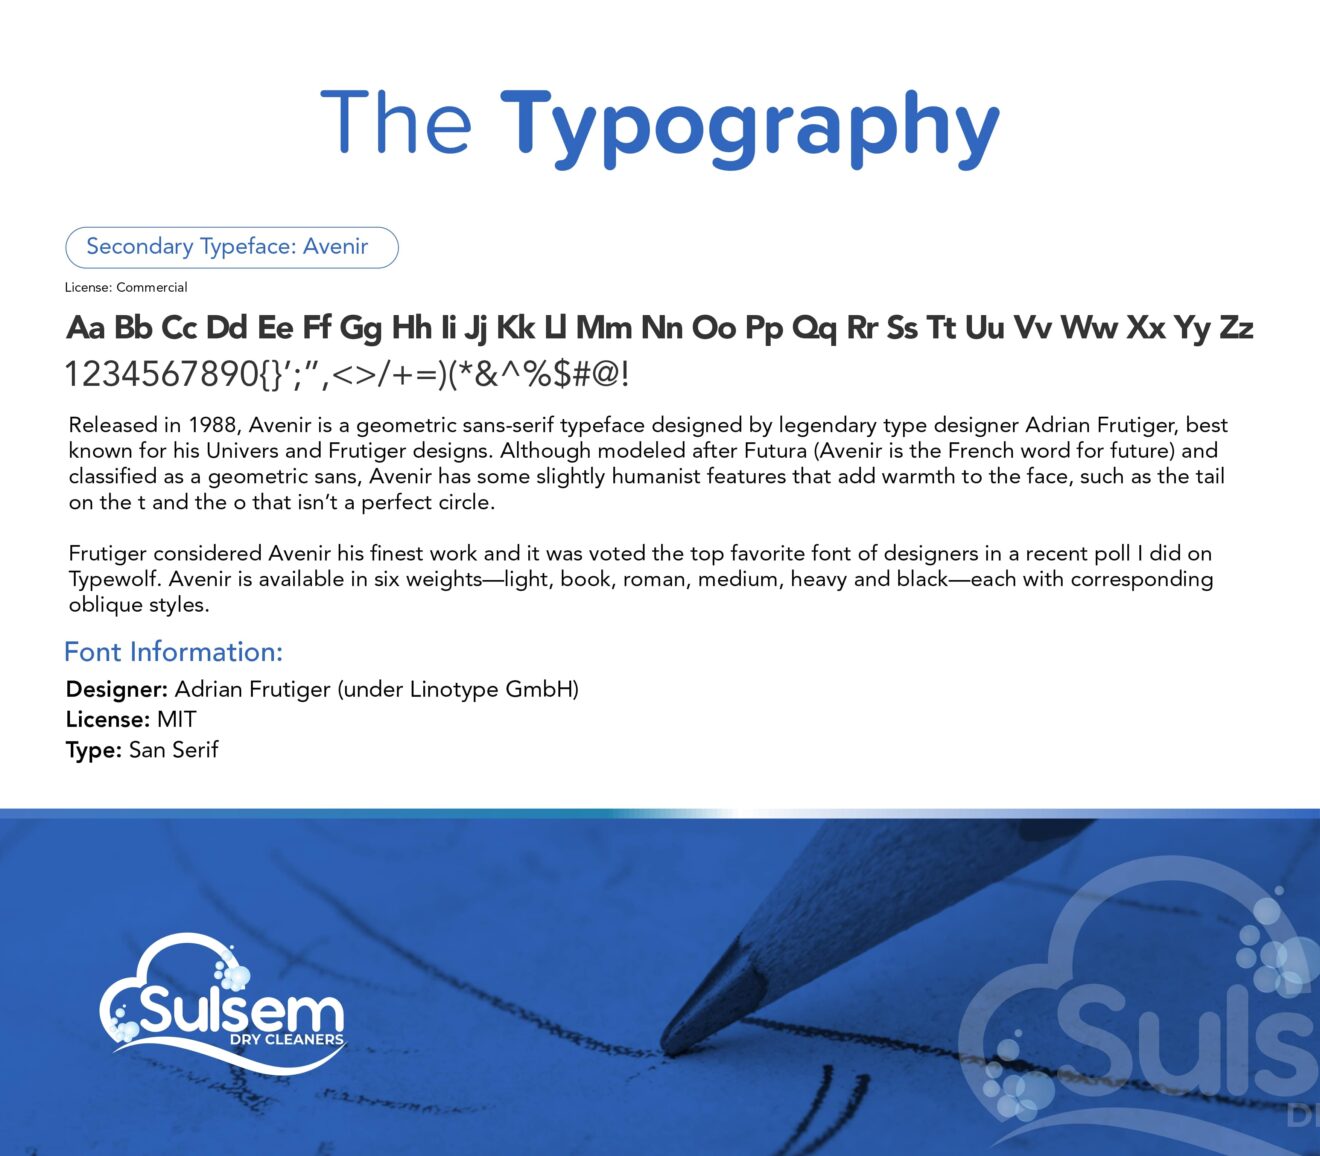 The Typography
Secondary Typeface: Avenir
License: Commercial
Aa Bb Cc Dd Ee Ff Gg Hh Ii Jj Kk Ll Mm Nn Oo Pp Qq Rr Ss Tt Uu Vv Ww Xx Yy Zz
1234567890{}’;”,<>/+=)(*&^%$#@!
Released in 1988, Avenir is a geometric sans-serif typeface designed by legendary type designer Adrian Frutiger, best
known for his Univers and Frutiger designs. Although modeled after Futura (Avenir is the French word for future) and
classified as a geometric sans, Avenir has some slightly humanist features that add warmth to the face, such as the tail
on the t and the o that isn’t a perfect circle.
Frutiger considered Avenir his finest work and it was voted the top favorite font of designers in a recent poll I did on
Typewolf. Avenir is available in six weights—light, book, roman, medium, heavy and black—each with corresponding
oblique styles.
Font Information:
Designer: Adrian Frutiger (under Linotype GmbH)
License: MIT
Type: San Serif
Sulsem
DRY CLEANERS
Suls
D